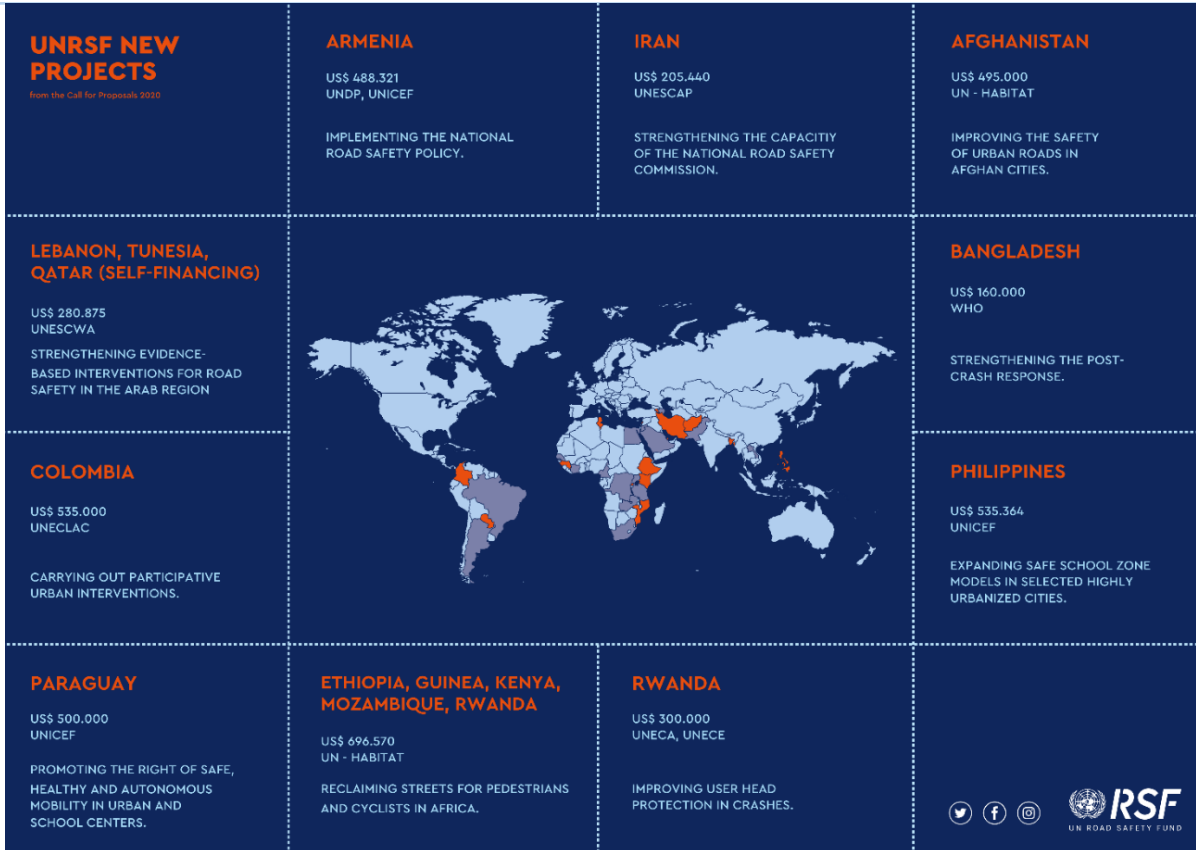 UNRSF NEW
PROJECTS
from the Call for Proposals 2020
ARMENIA
US$ 488.321
UNDP, UNICEF
IMPLEMENTING THE NATIONAL
ROAD SAFETY POLICY.
IRAN
US$ 205.440
UNESCAP
STRENGTHENING THE CAPACITIY
OF THE NATIONAL ROAD SAFETY
COMMISSION.
AFGHANISTAN
US$ 495.000
UN - HABITAT
IMPROVING THE SAFETY
OF URBAN ROADS IN
AFGHAN CITIES.
LEBANON, TUNESIA,
QATAR (SELF-FINANCING)
US$ 280.875
UNESCWA
STRENGTHENING EVIDENCE-
BASED INTERVENTIONS FOR ROAD
SAFETY IN THE ARAB REGION
BANGLADESH
US$ 160.000
WHO
STRENGTHENING THE POST-
CRASH RESPONSE.
COLOMBIA
US$ 535.000
UNECLAC
CARRYING OUT PARTICIPATIVE
URBAN INTERVENTIONS.
PHILIPPINES
US$ 535.364
UNICEF
EXPANDING SAFE SCHOOL ZONE
MODELS IN SELECTED HIGHLY
URBANIZED CITIES.
PARAGUAY
US$ 500.000
UNICEF
PROMOTING THE RIGHT OF SAFE,
HEALTHY AND AUTONOMOUS
MOBILITY IN URBAN AND
SCHOOL CENTERS.
ETHIOPIA, GUINEA, KENYA,
MOZAMBIQUE, RWANDA
US$ 696.570
UN - HABITAT
RECLAIMING STREETS FOR PEDESTRIANS
AND CYCLISTS IN AFRICA.
RWANDA
US$ 300.000
UNECA, UNECE
IMPROVING USER HEAD
PROTECTION IN CRASHES.
RSF
UN ROAD SAFETY FUND